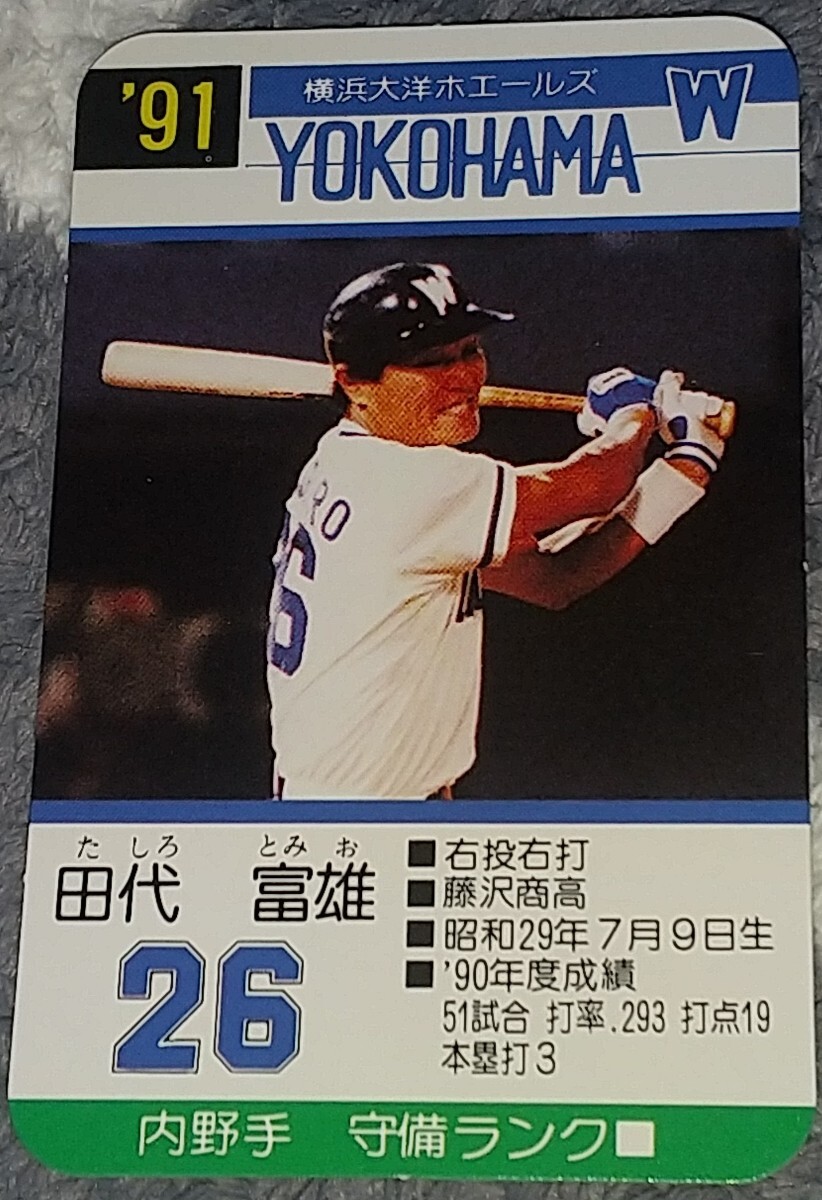 '91
横浜大洋ホエールズ
W
YOKOHAMA
W
RO
6
た しろ とみ お
田代 富雄
26
■右投右打
■藤沢商高
■昭和29年7月9日生
■'90年度成績
51試合 打率.293 打点19
本塁打3
内野手 守備ランク■